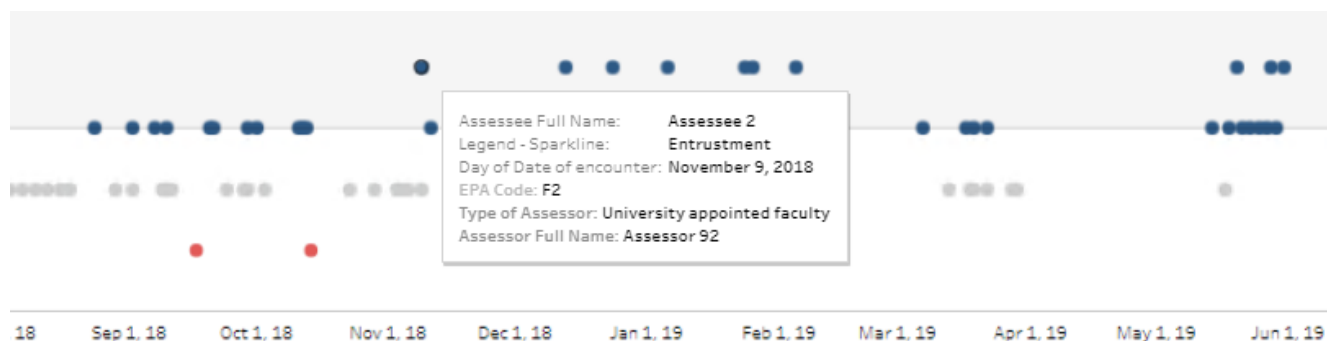 Assessee Full Name: Assessee 2
Legend - Sparkline: Entrustment
Day of Date of encounter: November 9, 2018
EPA Code: F2
Type of Assessor: University appointed faculty
Assessor Full Name: Assessor 92
18 Sep 1, 18 Oct 1, 18 Nov 1, 18 Dec 1, 18 Jan 1, 19 Feb 1, 19 Mar 1, 19 Apr 1, 19 May 1, 19 Jun 1, 19